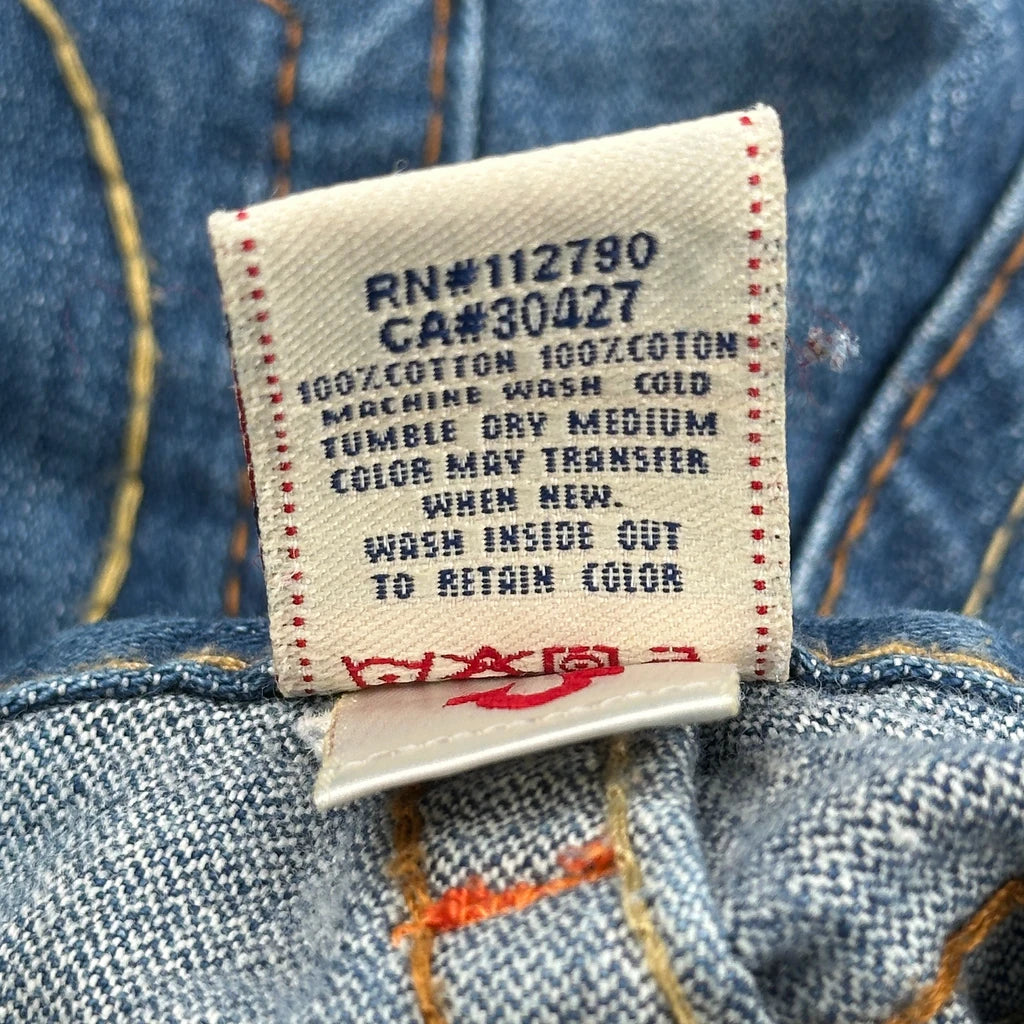 RN#112790
CA#30427
100%COTTON 100%COTON
MACHINE WASH COLD
TUMBLE DRY MEDIUM
COLOR MAY TRANSFER
WHEN NEW.
WASH INSIDE OUT
TO RETAIN COLOR